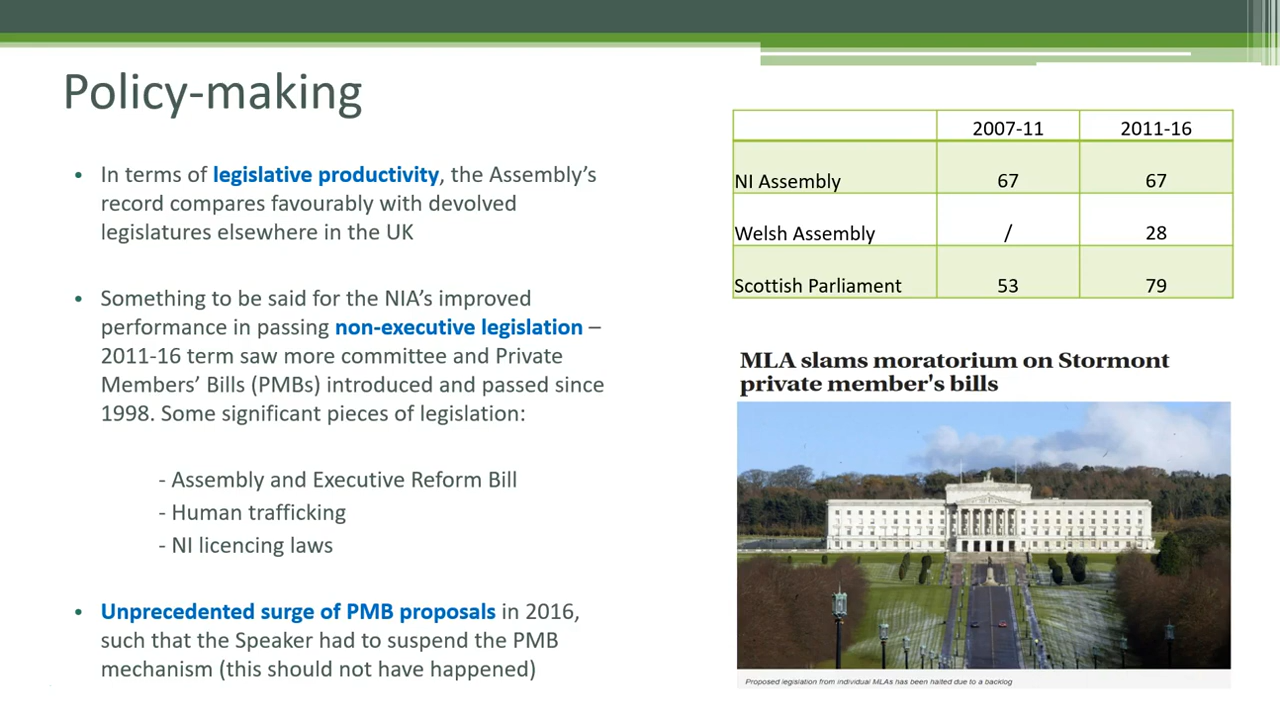 Policy-making
• In terms of legislative productivity, the Assembly's
record compares favourably with devolved
legislatures elsewhere in the UK
• Something to be said for the NIA's improved
performance in passing non-executive legislation –
2011-16 term saw more committee and Private
Members' Bills (PMBs) introduced and passed since
1998. Some significant pieces of legislation:
- Assembly and Executive Reform Bill
- Human trafficking
- NI licencing laws
• Unprecedented surge of PMB proposals in 2016,
such that the Speaker had to suspend the PMB
mechanism (this should not have happened)
2007-11 2011-16
NI Assembly 67 67
Welsh Assembly / 28
Scottish Parliament 53 79
MLA slams moratorium on Stormont
private member's bills
Proposed legislation from individual MLAs has been halted due to a backlog